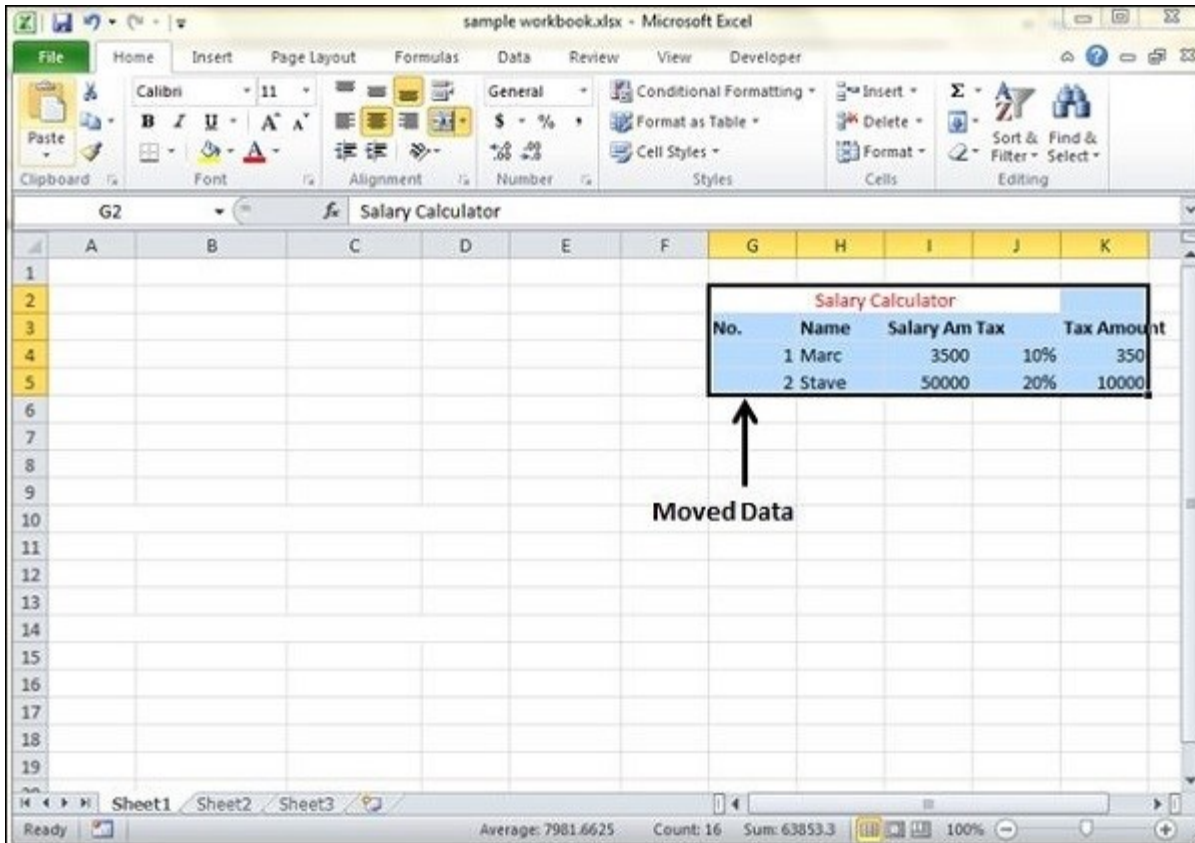 sample workbook.xlsx - Microsoft Excel
File Home Insert Page Layout Formulas Data Review View Developer
Calibri 11 General Conditional Formatting Insert Σ
Paste B I U A A $ % , Format as Table Delete Sort & Filter Find & Select
A Cell Styles Format
Clipboard Font Alignment Number Styles Cells Editing
G2 fx Salary Calculator
A B C D E F G H I J K
1
2 Salary Calculator
3 No. Name Salary Am Tax Tax Amount
4 1 Marc 3500 10% 350
5 2 Stave 50000 20% 10000
6
7
8
9
10 Moved Data
11
12
13
14
15
16
17
18
19
Sheet1 Sheet2 Sheet3
Ready Average: 7981.6625 Count: 16 Sum: 63853.3 100%